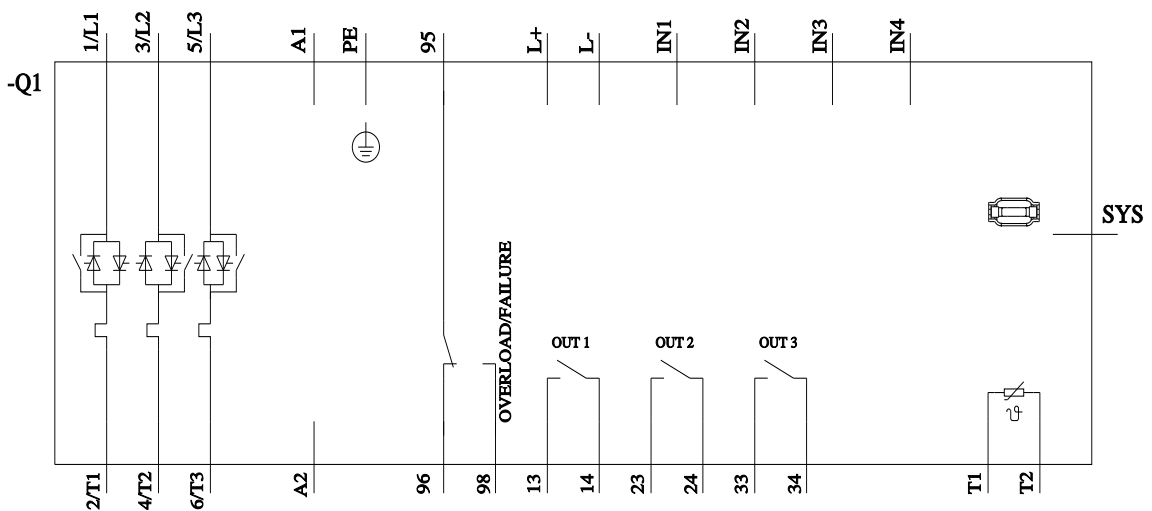 1/L1
3/L2
5/L3
A1
PE
95
L+
L-
IN1
IN2
IN3
IN4
-Q1
SYS
OVERLOAD/FAILURE
OUT 1
OUT 2
OUT 3
ϑ
2/T1
4/T2
6/T3
A2
96
98
13
14
23
24
33
34
T1
T2